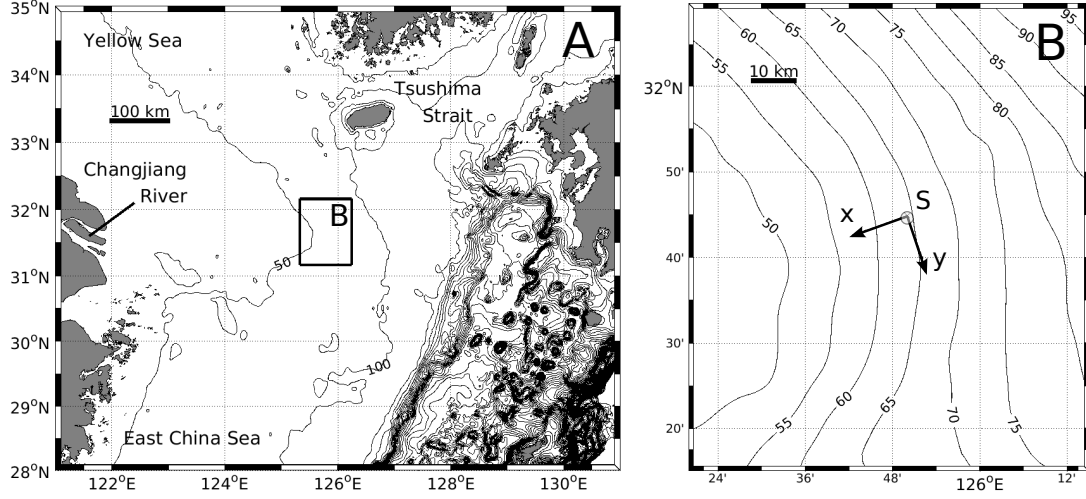 35°N
A
Yellow Sea
34°N
Tsushima
Strait
100 km
33°N
Changjiang
River
32°N
B
50
31°N
30°N
100
29°N
East China Sea
28°N
122°E
124°E
126°E
128°E
130°E
95
B
60
65
70
75
90
55
85
10 km
32°N
80
50'
S
x
50
y
40'
30'
60
65
70
75
55
20'
24'
36'
48'
126°E
12'